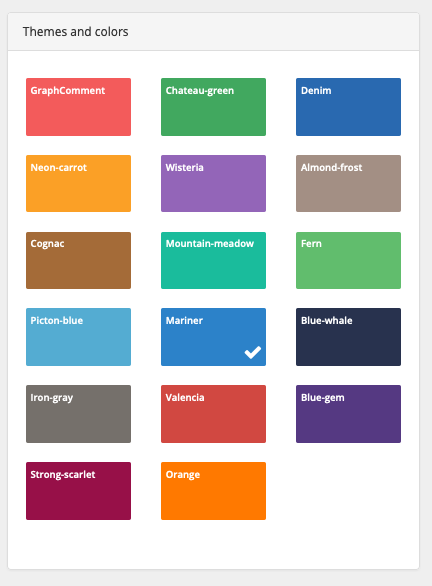 Themes and colors
GraphComment
Chateau-green
Denim
Neon-carrot
Wisteria
Almond-frost
Cognac
Mountain-meadow
Fern
Picton-blue
Mariner
Blue-whale
Iron-gray
Valencia
Blue-gem
Strong-scarlet
Orange